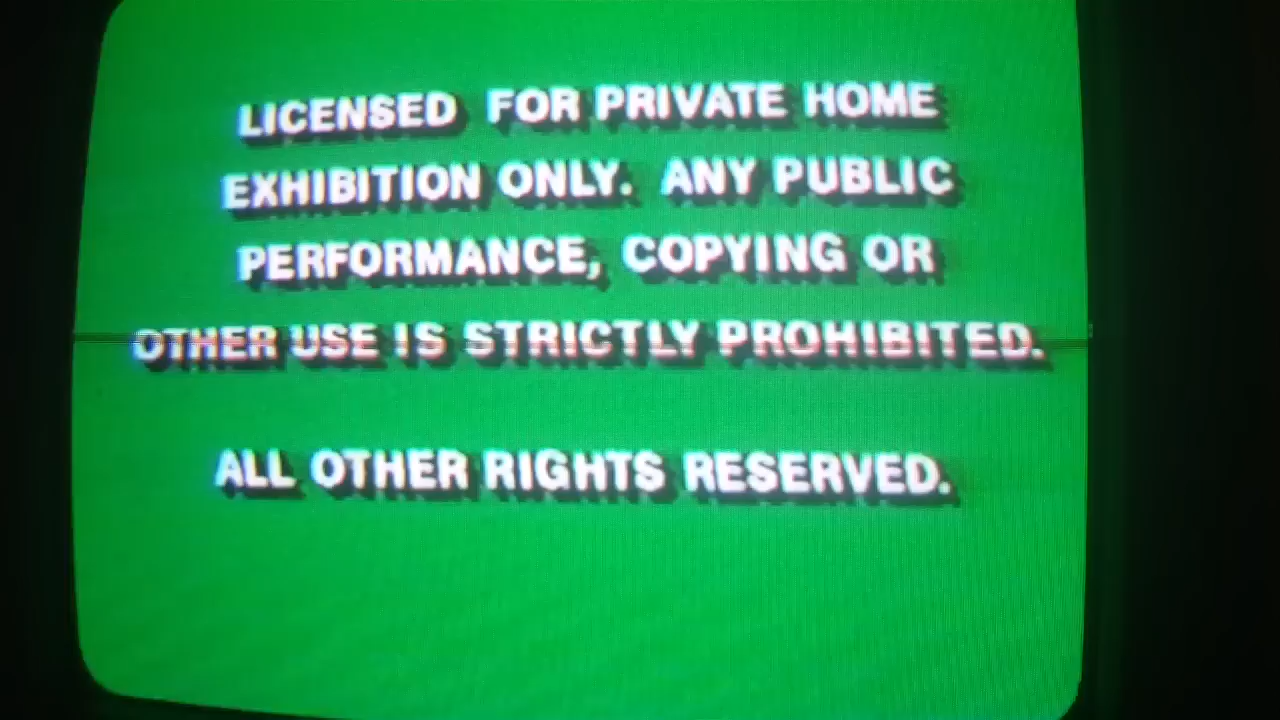 LICENSED FOR PRIVATE HOME
EXHIBITION ONLY. ANY PUBLIC
PERFORMANCE, COPYING OR
OTHER USE IS STRICTLY PROHIBITED.
ALL OTHER RIGHTS RESERVED.